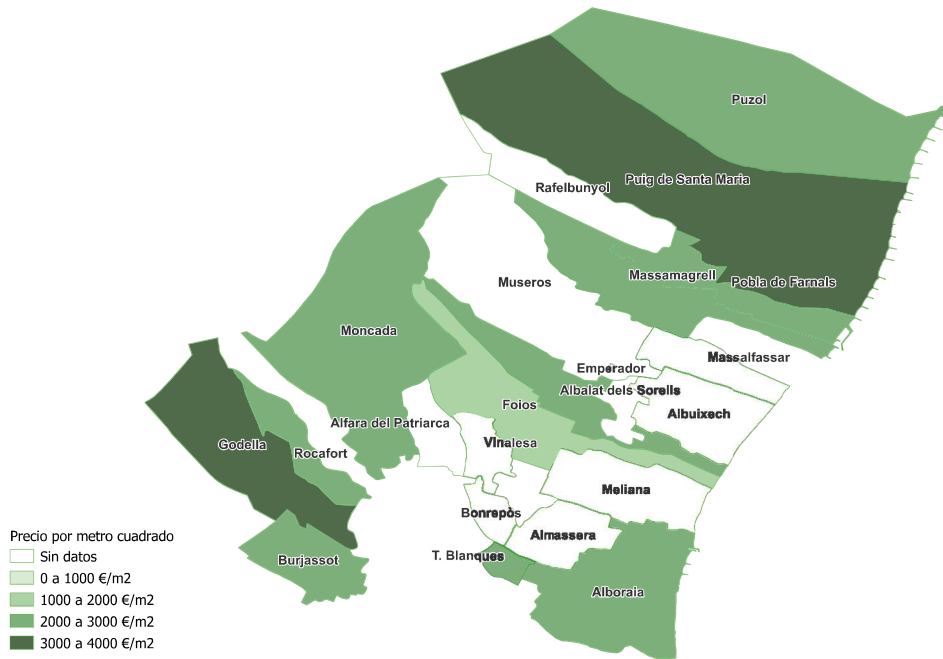 Puzol
Rafelbunyol
Puig de Santa Maria
Massamagrell
Pobla de Farnals
Museros
Moncada
Massalfassar
Emperador
Albalat dels Sorells
Albuixech
Foios
Alfara del Patriarca
Godella
Rocafort
Vinalesa
Meliana
Bonrepòs
Almassera
T. Blanques
Burjassot
Alboraia
Precio por metro cuadrado
Sin datos
0 a 1000 €/m2
1000 a 2000 €/m2
2000 a 3000 €/m2
3000 a 4000 €/m2